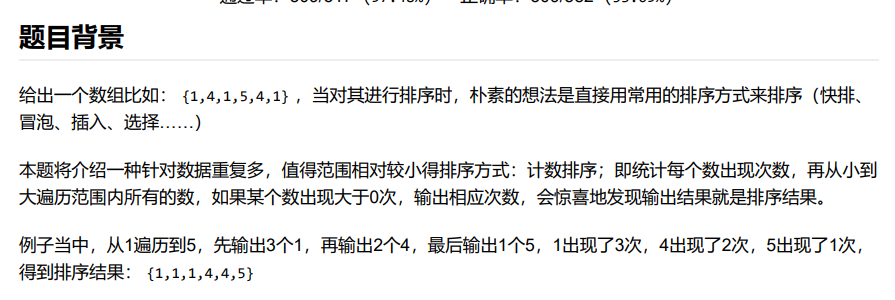 题目背景
给出一个数组比如：{1,4,1,5,4,1}，当对其进行排序时，朴素的想法是直接用常用的排序方式来排序（快排、
冒泡、插入、选择……）
本题将介绍一种针对数据重复多，值得范围相对较小得排序方式：计数排序；即统计每个数出现次数，再从小到
大遍历范围内所有的数，如果某个数出现大于0次，输出相应次数，会惊喜地发现输出结果就是排序结果。
例子当中，从1遍历到5，先输出3个1，再输出2个4，最后输出1个5，1出现了3次，4出现了2次，5出现了1次，
得到排序结果：{1,1,1,4,4,5}